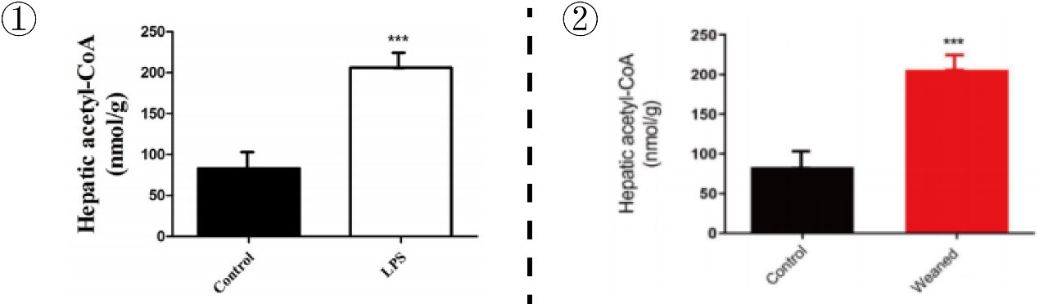 ①
Hepatic acetyl-CoA
(nmol/g)
250
200
150
100
50
0
***
Control
LPS
②
Hepatic acetyl-CoA
(nmol/g)
250
200
150
100
50
0
***
Control
Weaned